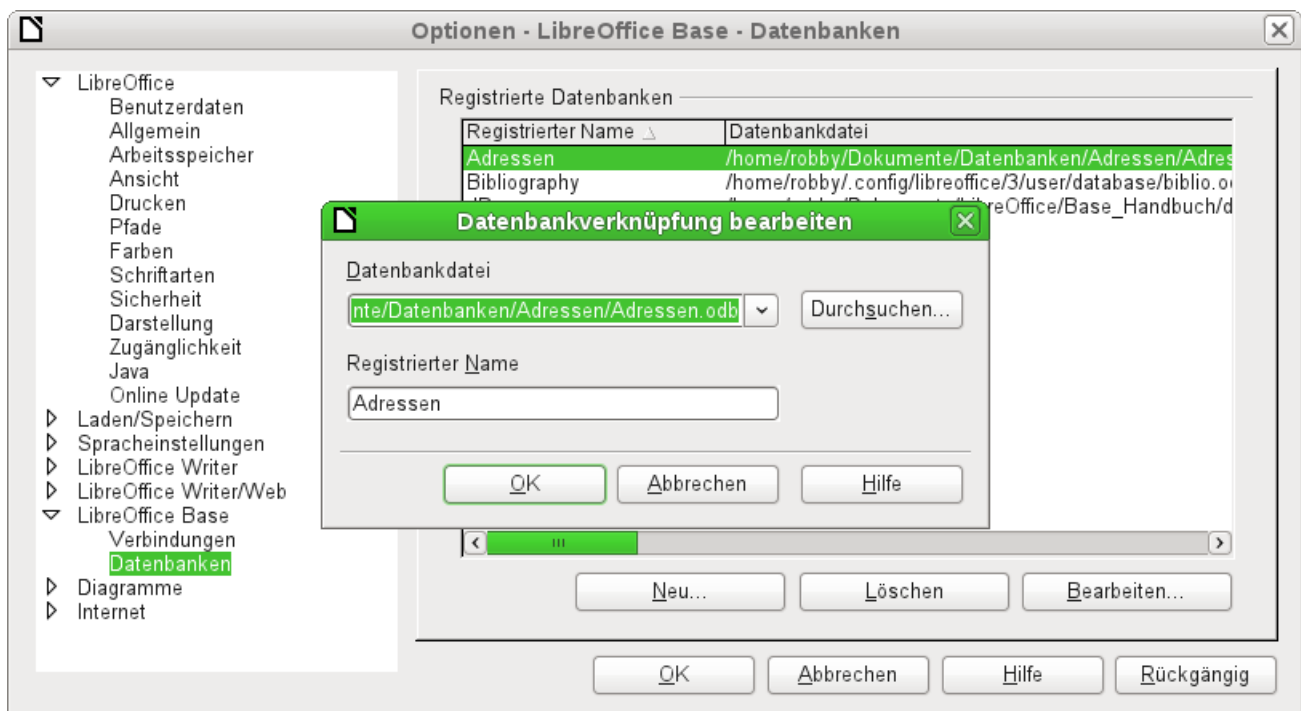 Optionen - LibreOffice Base - Datenbanken
LibreOffice
Benutzerdaten
Allgemein
Arbeitsspeicher
Ansicht
Drucken
Pfade
Farben
Schriftarten
Sicherheit
Darstellung
Zugänglichkeit
Java
Online Update
Laden/Speichern
Spracheinstellungen
LibreOffice Writer
LibreOffice Writer/Web
LibreOffice Base
Verbindungen
Datenbanken
Diagramme
Internet
Registrierte Datenbanken
Registrierter Name Datenbankdatei
Adressen /home/robby/Dokumente/Datenbanken/Adressen/Adres
Bibliography /home/robby/.config/libreoffice/3/user/database/biblio.o
reOffice/Base_Handbuch/d
Datenbankverknüpfung bearbeiten
Datenbankdatei
nte/Datenbanken/Adressen/Adressen.odb Durchsuchen...
Registrierter Name
Adressen
OK Abbrechen Hilfe
Neu... Löschen Bearbeiten...
OK Abbrechen Hilfe Rückgängig